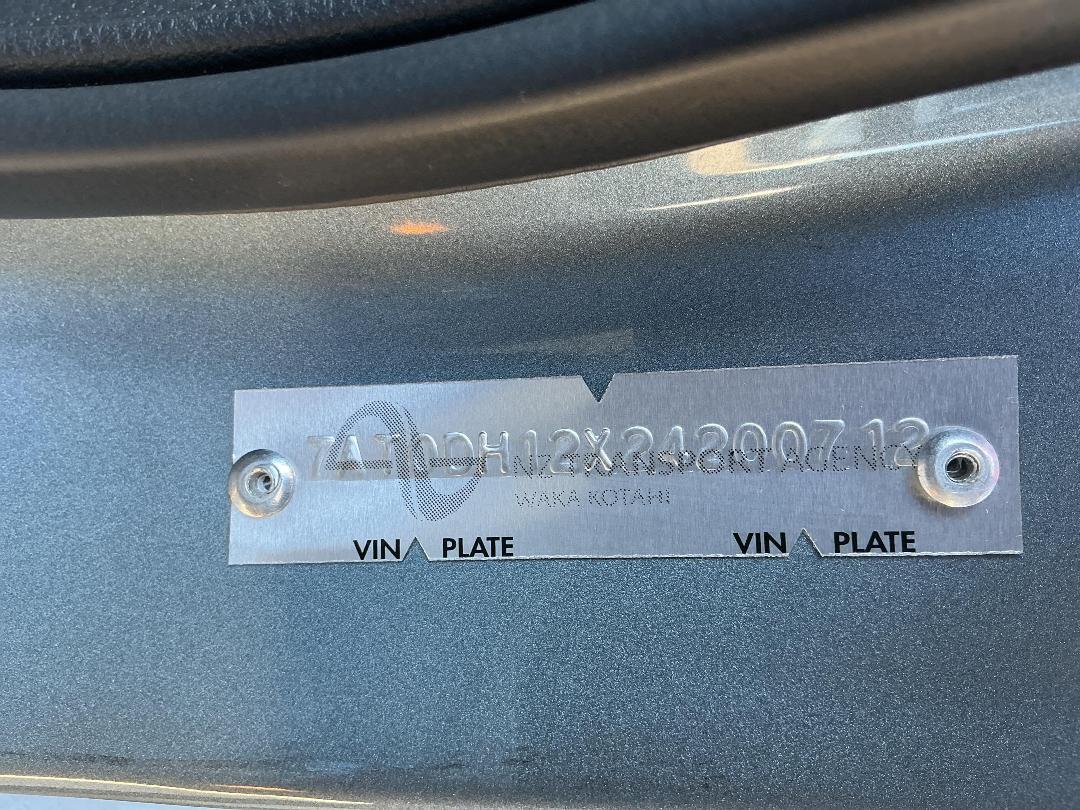 7AT0DH12X24200712
NZ TRANSPORT AGENCY
WAKA KOTAHI
VIN PLATE VIN PLATE